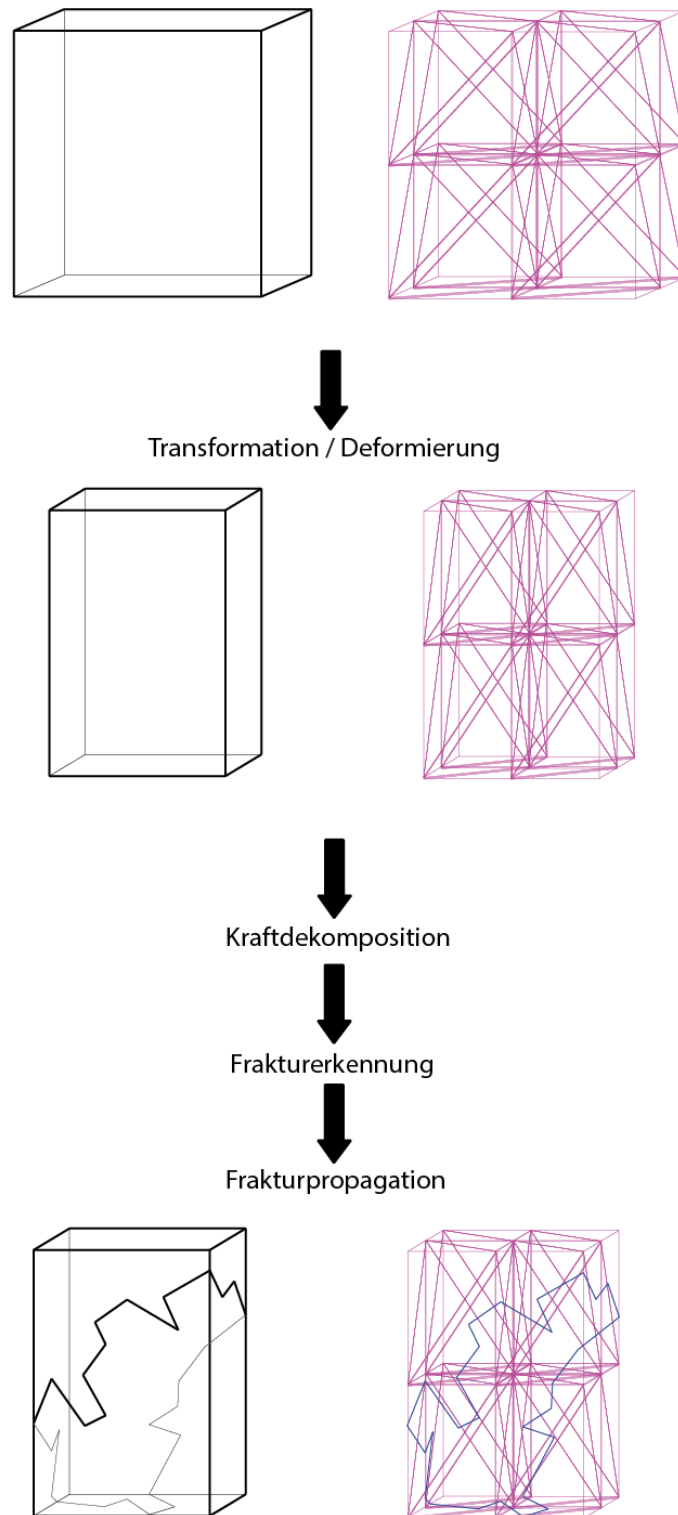 Transformation / Deformierung
Kraftdekomposition
Frakturerkennung
Frakturpropagation